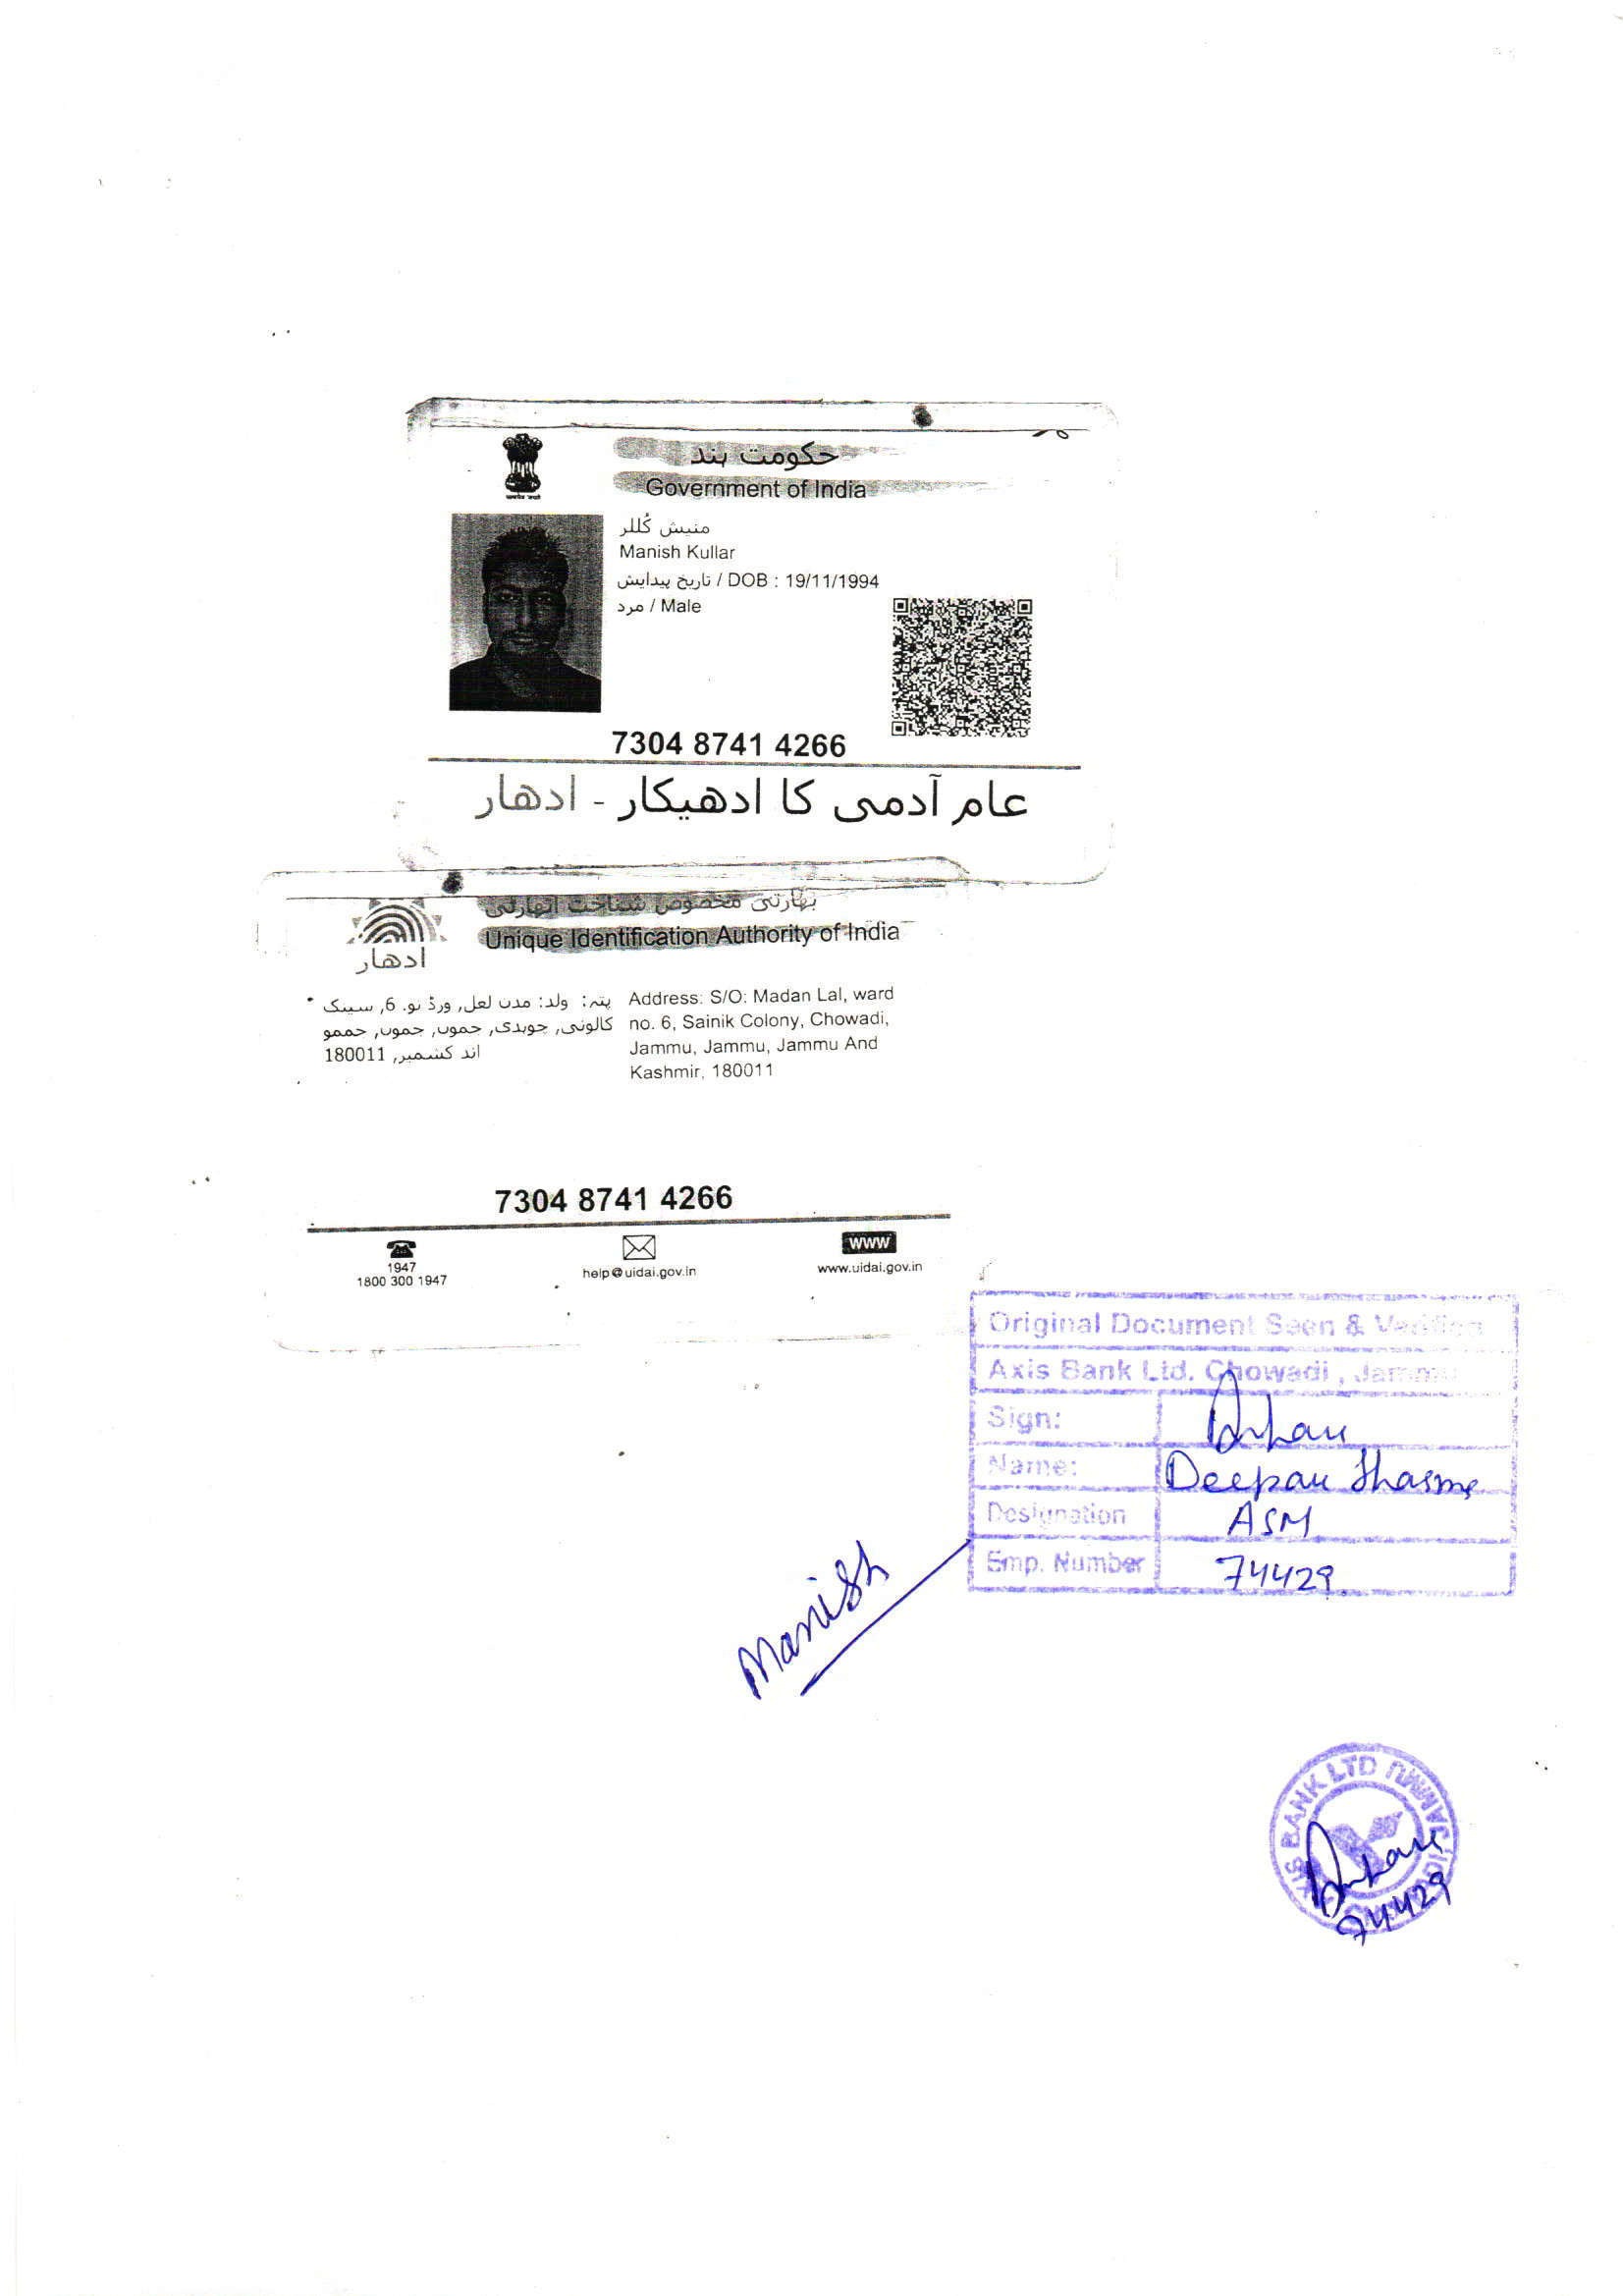 حکومت ہند
Government of India
منیش کُللر
Manish Kullar
تاریخ پیدایش / DOB : 19/11/1994
مرد / Male
7304 8741 4266
عام آدمی کا ادھیکار - ادھار
بھارتی مخصوص شناخت اتھارٹی
Unique Identification Authority of India
ادھار
پتہ: ولد: مدن لعل, ورڈ نو. 6, سینک
کالونی, چوہدی, جموں, جموں, جممو
اند کشمیر, 180011
Address: S/O: Madan Lal, ward
no. 6, Sainik Colony, Chowadi,
Jammu, Jammu, Jammu And
Kashmir, 180011
7304 8741 4266
1947
1800 300 1947
help@uidai.gov.in
www
www.uidai.gov.in
Original Document Seen & Verified
Axis Bank Ltd. Chowadi, Jammu
Sign:
Name: Deepak
Designation ASM
Emp. Number 74429
Manish
AXIS BANK LTD JAMMU
74429